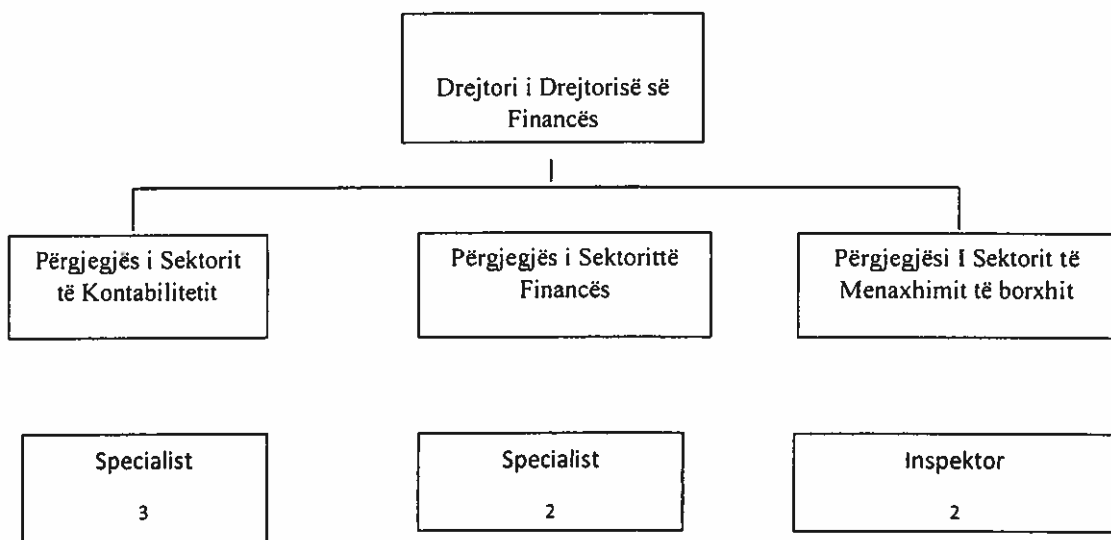 Drejtori i Drejtorisë së
Financës
Përgjegjës i Sektorit
të Kontabilitetit
Përgjegjës i Sektorittë
Financës
Përgjegjësi I Sektorit të
Menaxhimit të borxhit
Specialist
3
Specialist
2
Inspektor
2